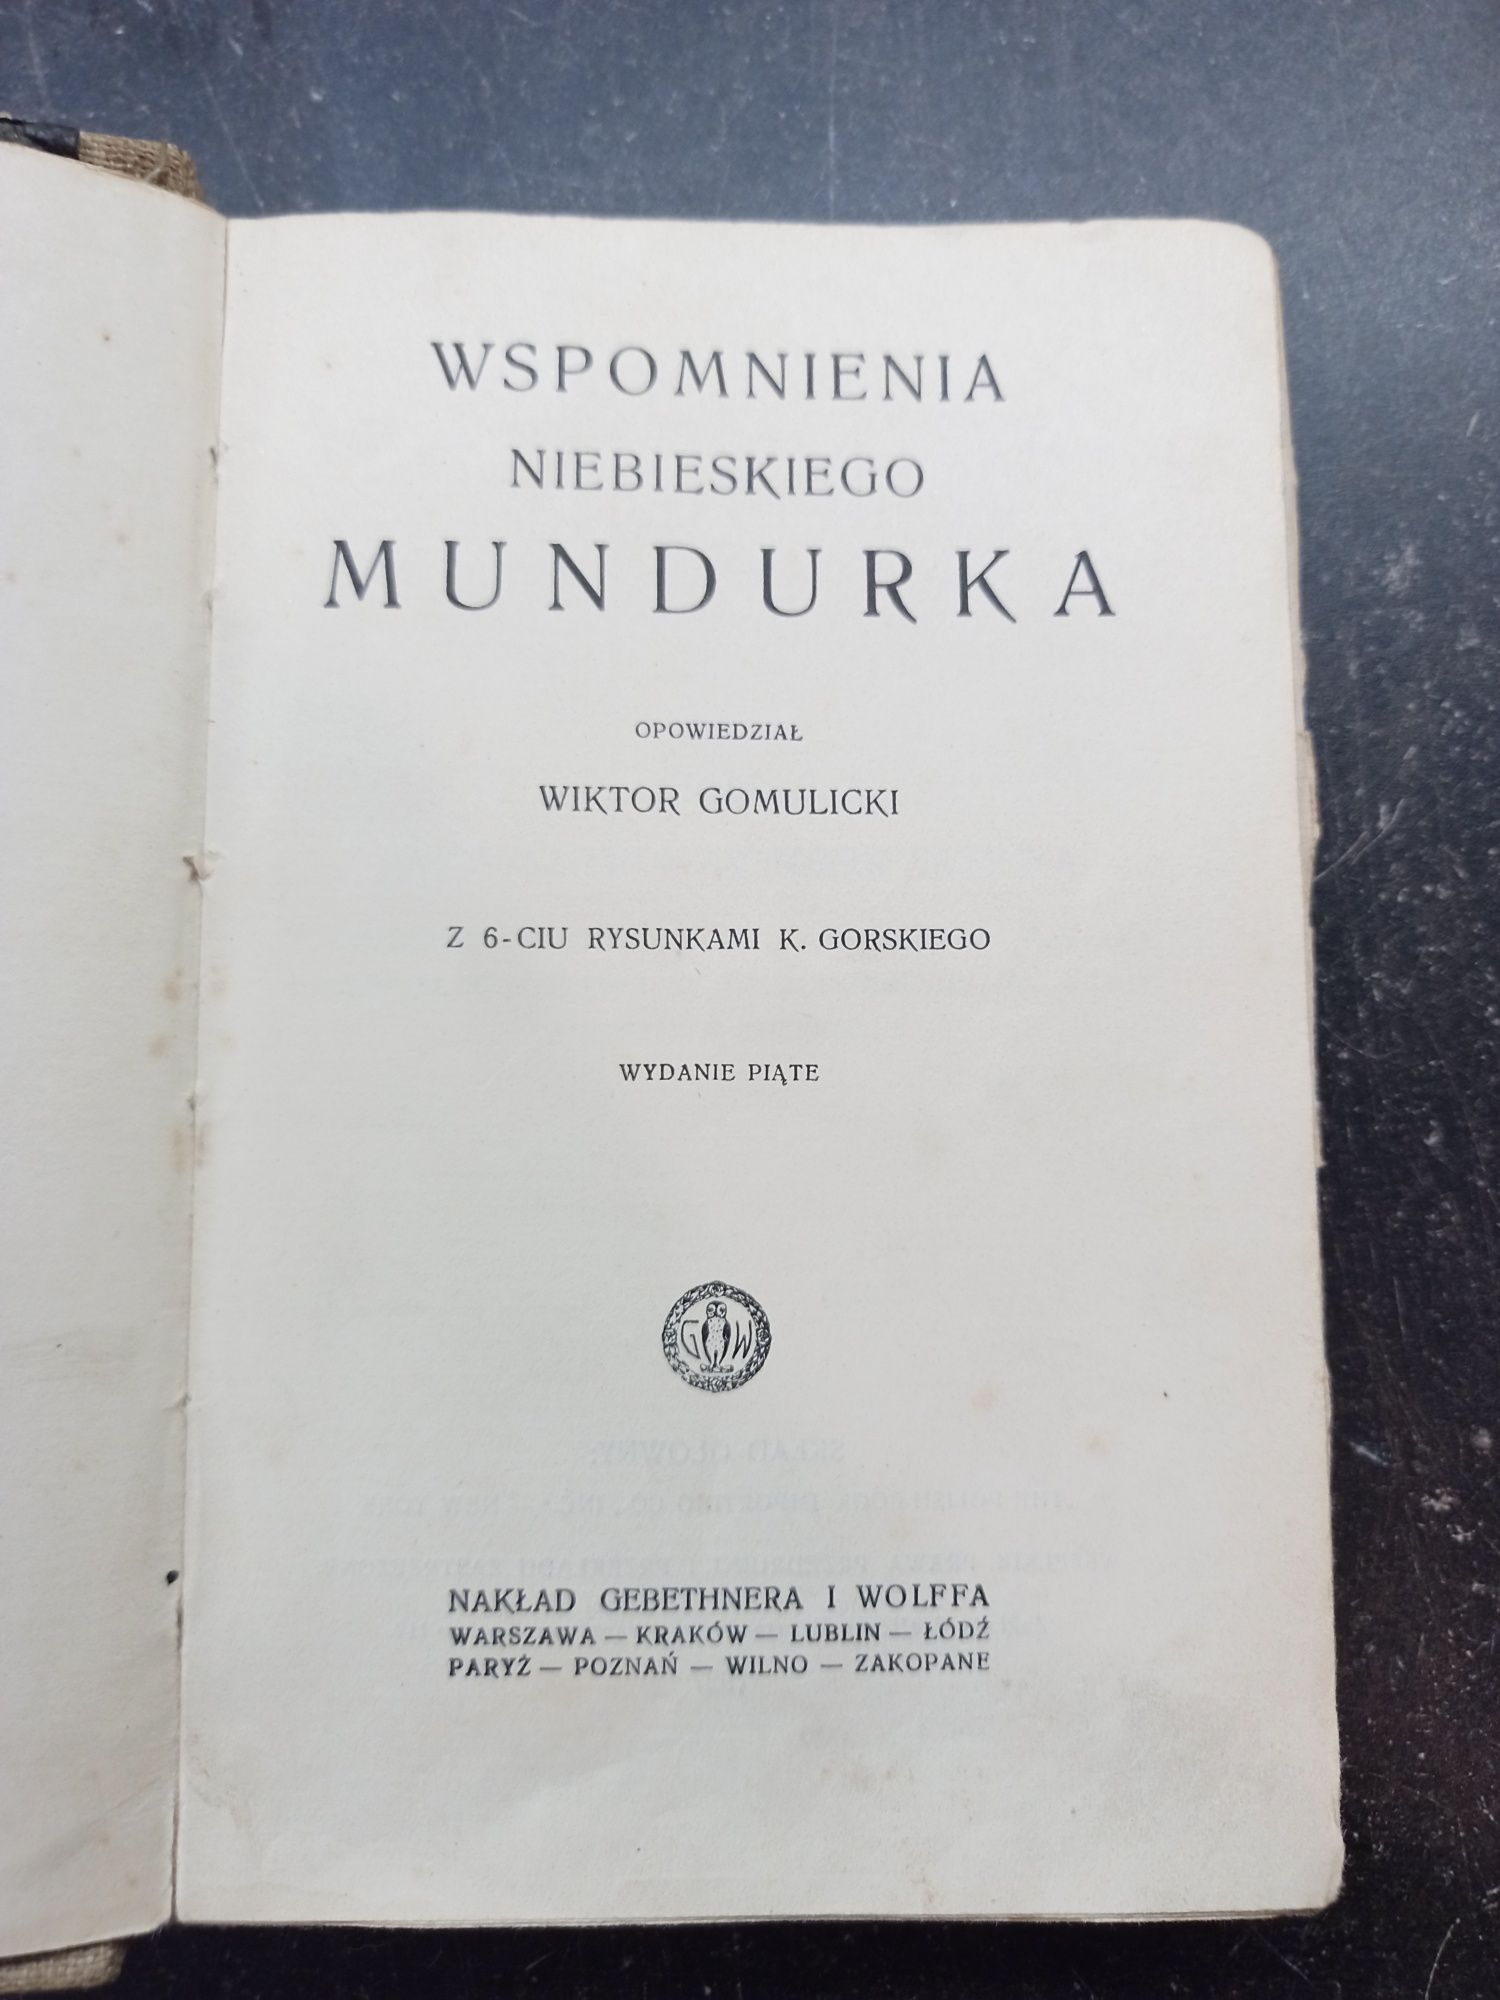 WSPOMNIENIA
NIEBIESKIEGO
MUNDURKA
OPOWIEDZIAŁ
WIKTOR GOMULICKI
Z 6-CIU RYSUNKAMI K. GORSKIEGO
WYDANIE PIĄTE
G W
NAKŁAD GEBETHNERA I WOLFFA
WARSZAWA — KRAKÓW — LUBLIN — ŁÓDŹ
PARYŻ — POZNAŃ — WILNO — ZAKOPANE